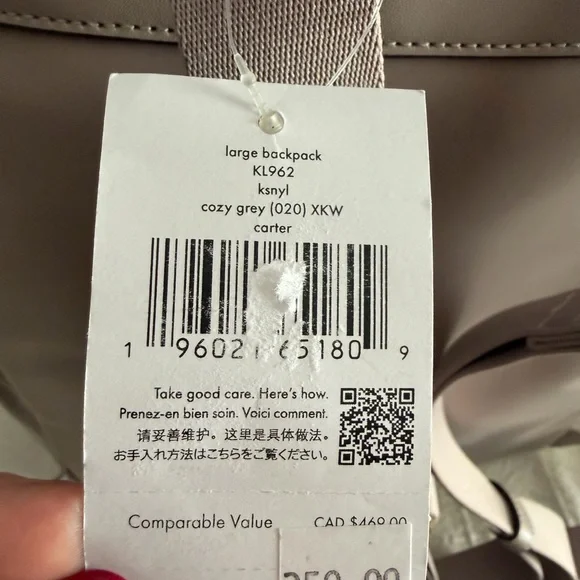 large backpack
KL962
ksnyl
cozy grey (020) XKW
carter
1 96021 65180 9
Take good care. Here's how.
Prenez-en bien soin. Voici comment.
请妥善维护。这里是具体做法。
お手入れ方法はこちらをご覧ください。
Comparable Value CAD $469.00